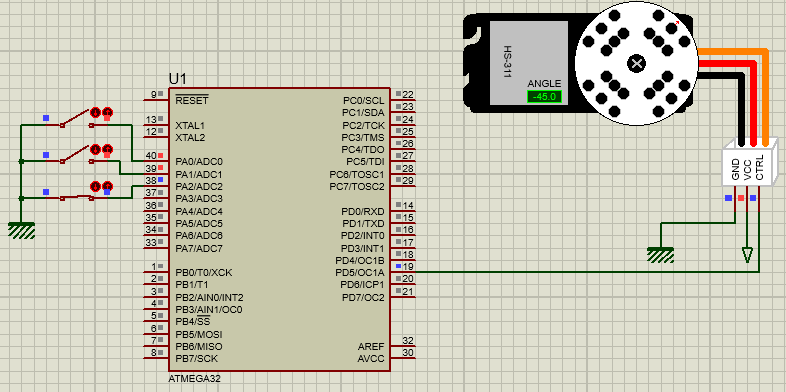 HS-311
ANGLE
-45.0
GND
VCC
CTRL
U1
9 RESET
13 XTAL1
12 XTAL2
40 PA0/ADC0
39 PA1/ADC1
38 PA2/ADC2
37 PA3/ADC3
36 PA4/ADC4
35 PA5/ADC5
34 PA6/ADC6
33 PA7/ADC7
1 PB0/T0/XCK
2 PB1/T1
3 PB2/AIN0/INT2
4 PB3/AIN1/OC0
5 PB4/SS
6 PB5/MOSI
7 PB6/MISO
8 PB7/SCK
PC0/SCL 22
PC1/SDA 23
PC2/TCK 24
PC3/TMS 25
PC4/TDO 26
PC5/TDI 27
PC6/TOSC1 28
PC7/TOSC2 29
PD0/RXD 14
PD1/TXD 15
PD2/INT0 16
PD3/INT1 17
PD4/OC1B 18
PD5/OC1A 19
PD6/ICP1 20
PD7/OC2 21
AREF 32
AVCC 30
ATMEGA32